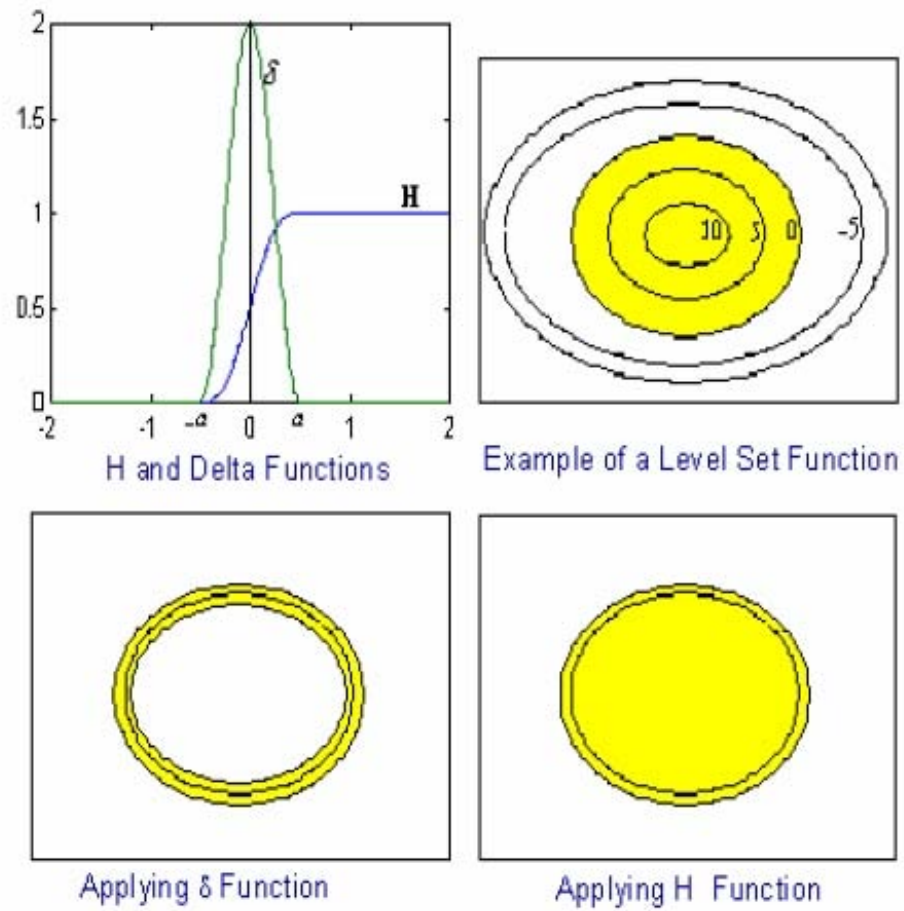 2
δ
1.5
H
1
0.5
0
-2 -1 -a 0 a 1 2
H and Delta Functions
10 5 0 -5
Example of a Level Set Function
Applying δ Function
Applying H Function